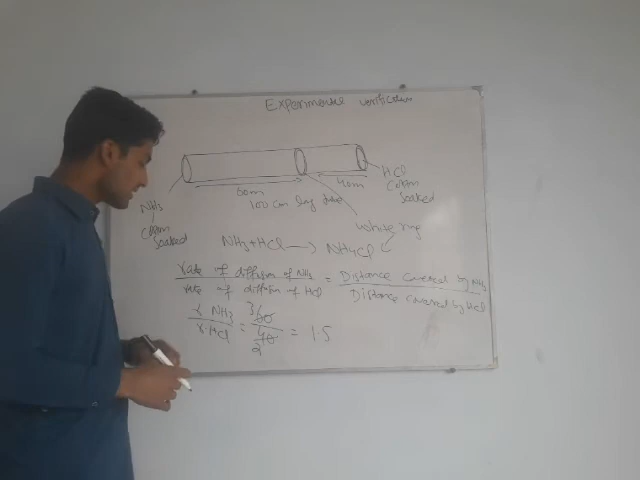 Experimental verification
HCl
Cotton
Soaked
60cm
40cm
100 cm long tube
NH3
Cotton
Soaked
White ring
NH3 + HCl → NH4Cl
rate of diffusion of NH3 / rate of diffusion of HCl = Distance covered by NH3 / Distance covered by HCl
r NH3 / r HCl = 60 3 / 40 2 = 1.5